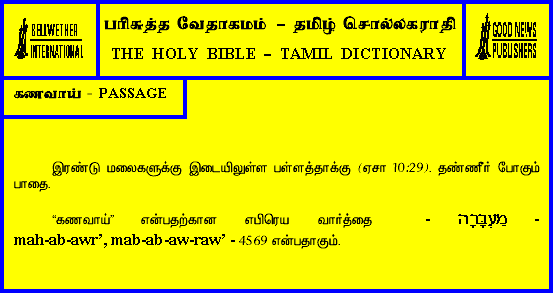 BELLWETHER
INTERNATIONAL
பரிசுத்த வேதாகமம் – தமிழ் சொல்லகராதி
THE HOLY BIBLE – TAMIL DICTIONARY
GOOD NEWS
PUBLISHERS
கணவாய் - PASSAGE
இரண்டு மலைகளுக்கு இடையிலுள்ள பள்ளத்தாக்கு (ஏசா 10:29). தண்ணீர் போகும்
பாதை.
“கணவாய்” என்பதற்கான எபிரெய வார்த்தை - מַעְבָּרָה -
mah-ab-awr’, mab-ab-aw-raw’ - 4569 என்பதாகும்.